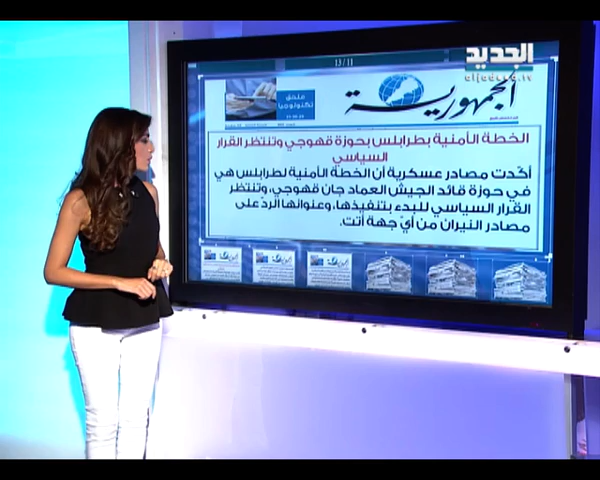 الجديد
aljadeed.tv
13/11
الجمهورية
ملحق
تكنولوجيا
الخطة الأمنية بطرابلس بحوزة قهوجي وتنتظر القرار
السياسي
أكّدت مصادر عسكرية أن الخطة الأمنية لطرابلس هي
في حوزة قائد الجيش العماد جان قهوجي، وتنتظر
القرار السياسي للبدء بتنفيذها، وعنوانها الردّ على
مصادر النيران من أيّ جهة أتت.